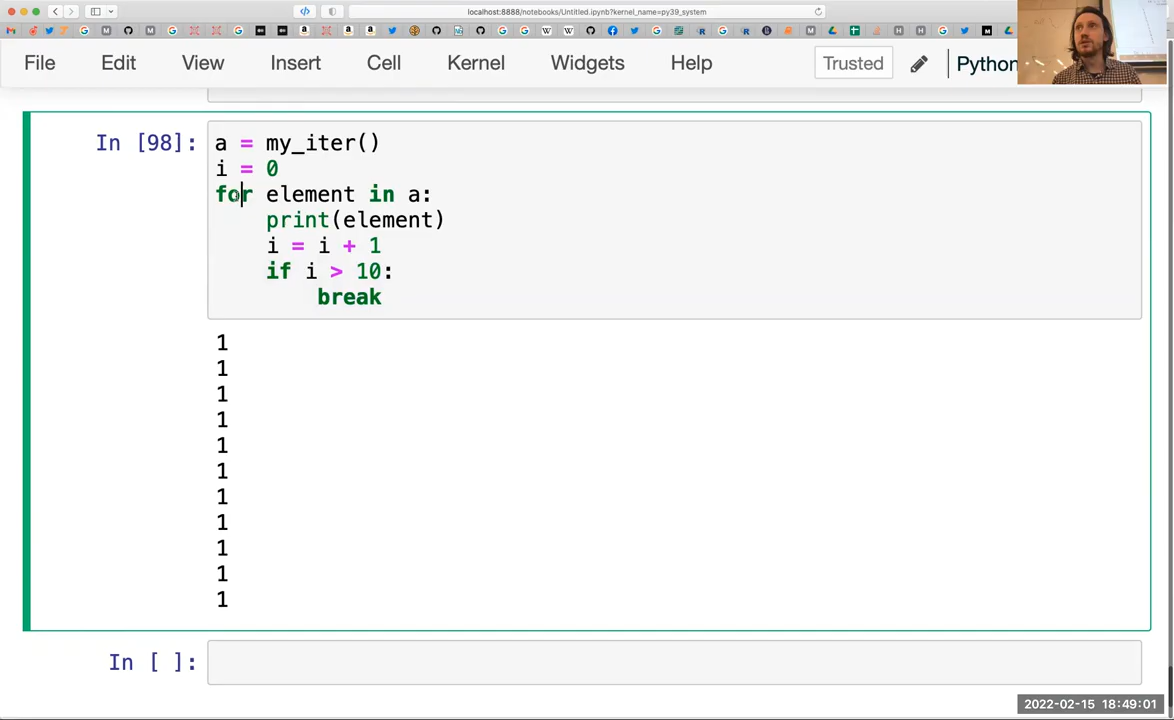 localhost:8888/notebooks/Untitled.ipynb?kernel_name=py39_system
File Edit View Insert Cell Kernel Widgets Help Trusted Python
In [98]:
a = my_iter()
i = 0
for element in a:
    print(element)
    i = i + 1
    if i > 10:
        break
1
1
1
1
1
1
1
1
1
1
1
In [ ]:
2022-02-15 18:49:01